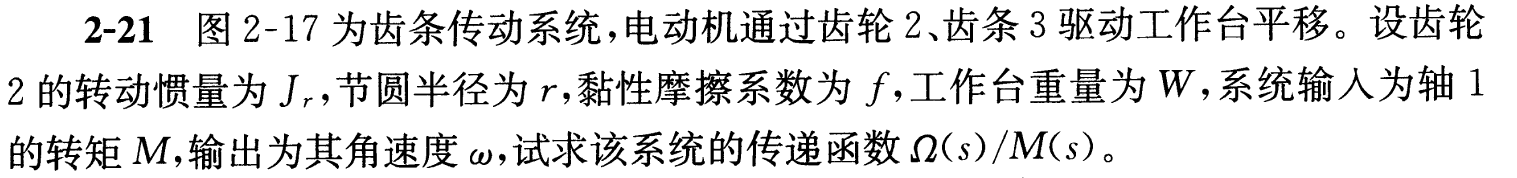 2-21 图 2-17 为齿条传动系统,电动机通过齿轮 2、齿条 3 驱动工作台平移。设齿轮
2 的转动惯量为 Jr,节圆半径为 r,黏性摩擦系数为 f,工作台重量为 W,系统输入为轴 1
的转矩 M,输出为其角速度 ω,试求该系统的传递函数 Ω(s)/M(s)。